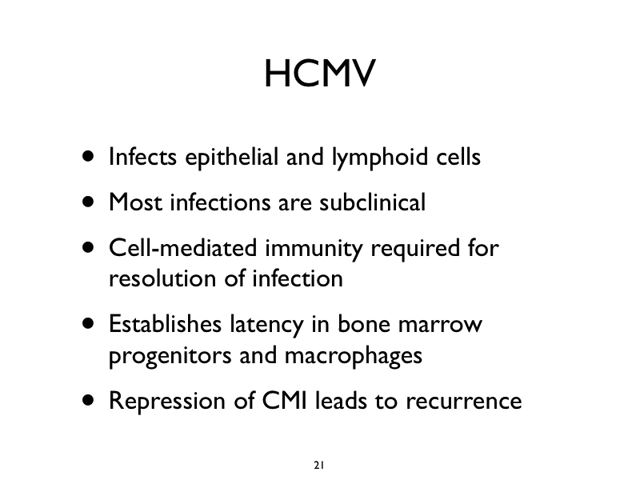 HCMV
• Infects epithelial and lymphoid cells
• Most infections are subclinical
• Cell-mediated immunity required for
resolution of infection
• Establishes latency in bone marrow
progenitors and macrophages
• Repression of CMI leads to recurrence
21